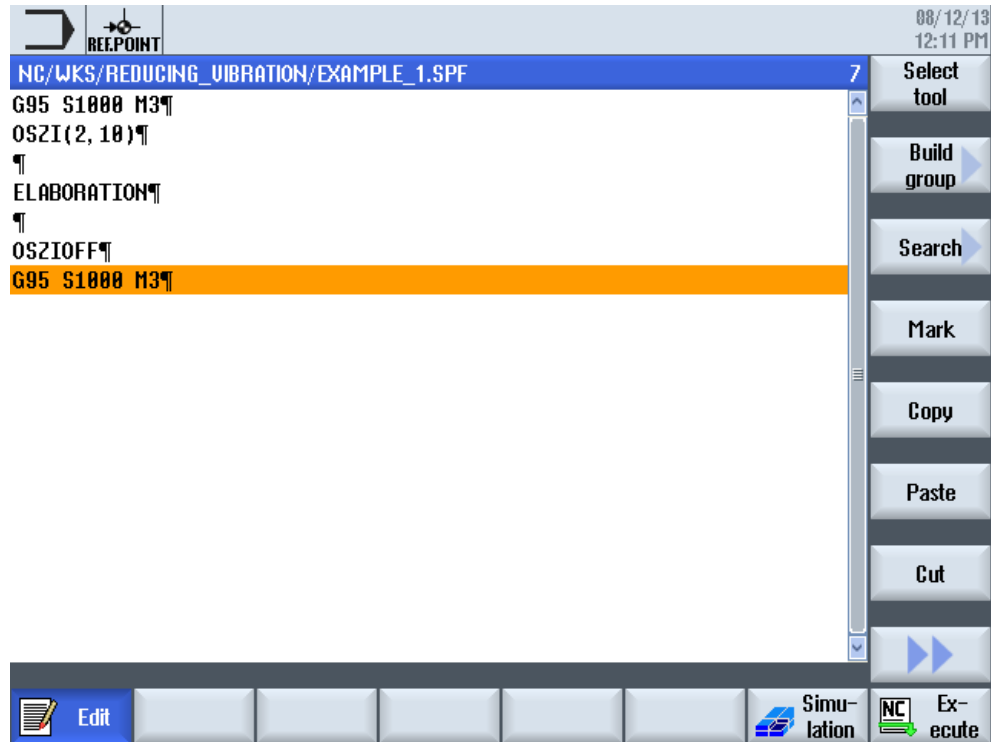 REF.POINT
08/12/13
12:11 PM
NC/WKS/REDUCING_VIBRATION/EXAMPLE_1.SPF 7
G95 S1000 M3¶
OSZI(2,10)¶
¶
ELABORATION¶
¶
OSZIOFF¶
G95 S1000 M3¶
Select
tool
Build
group
Search
Mark
Copy
Paste
Cut
Edit
Simu-
lation
NC
Ex-
ecute